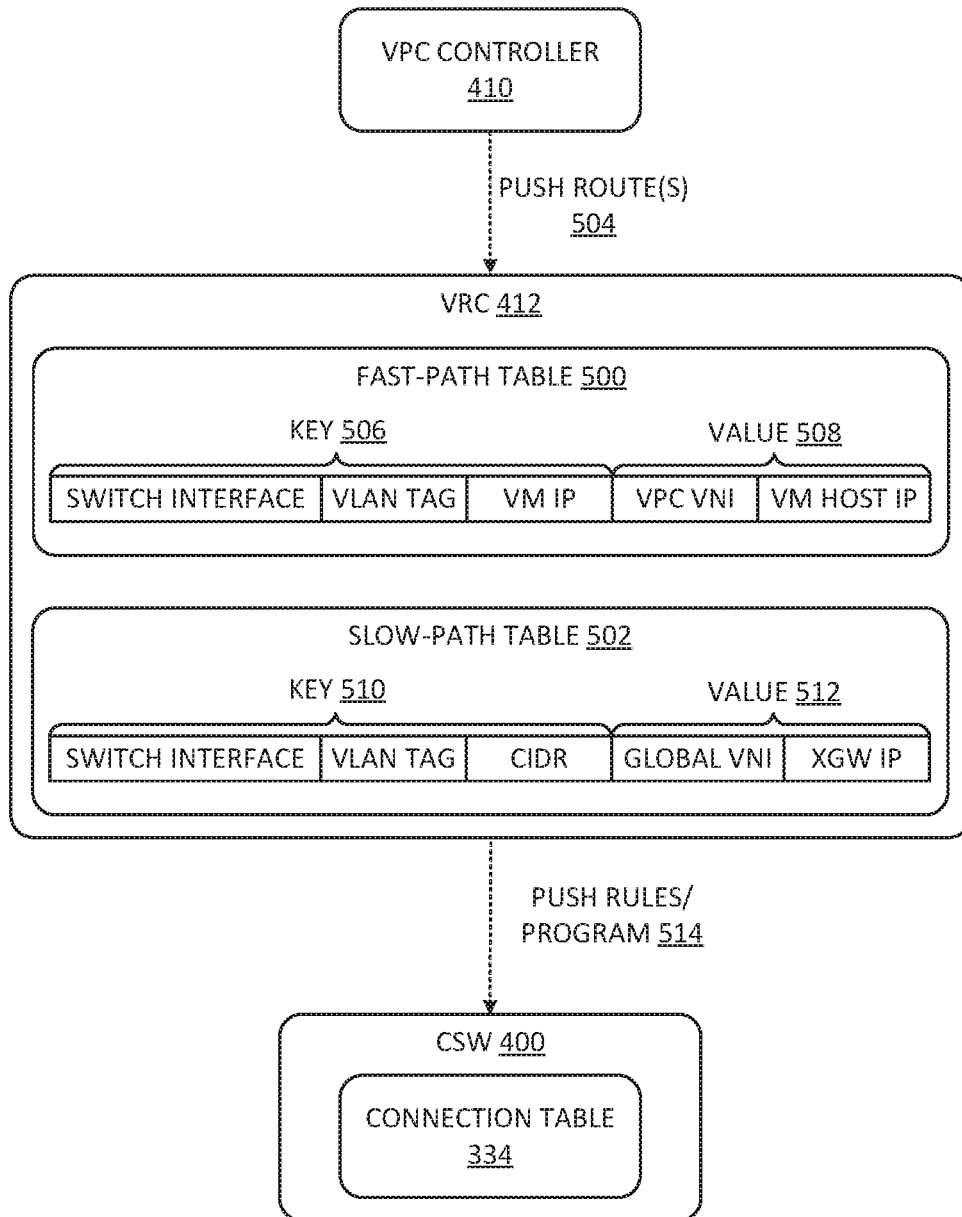 VPC CONTROLLER
410
PUSH ROUTE(S)
504
VRC 412
FAST-PATH TABLE 500
KEY 506 VALUE 508
SWITCH INTERFACE VLAN TAG VM IP VPC VNI VM HOST IP
SLOW-PATH TABLE 502
KEY 510 VALUE 512
SWITCH INTERFACE VLAN TAG CIDR GLOBAL VNI XGW IP
PUSH RULES/
PROGRAM 514
CSW 400
CONNECTION TABLE
334